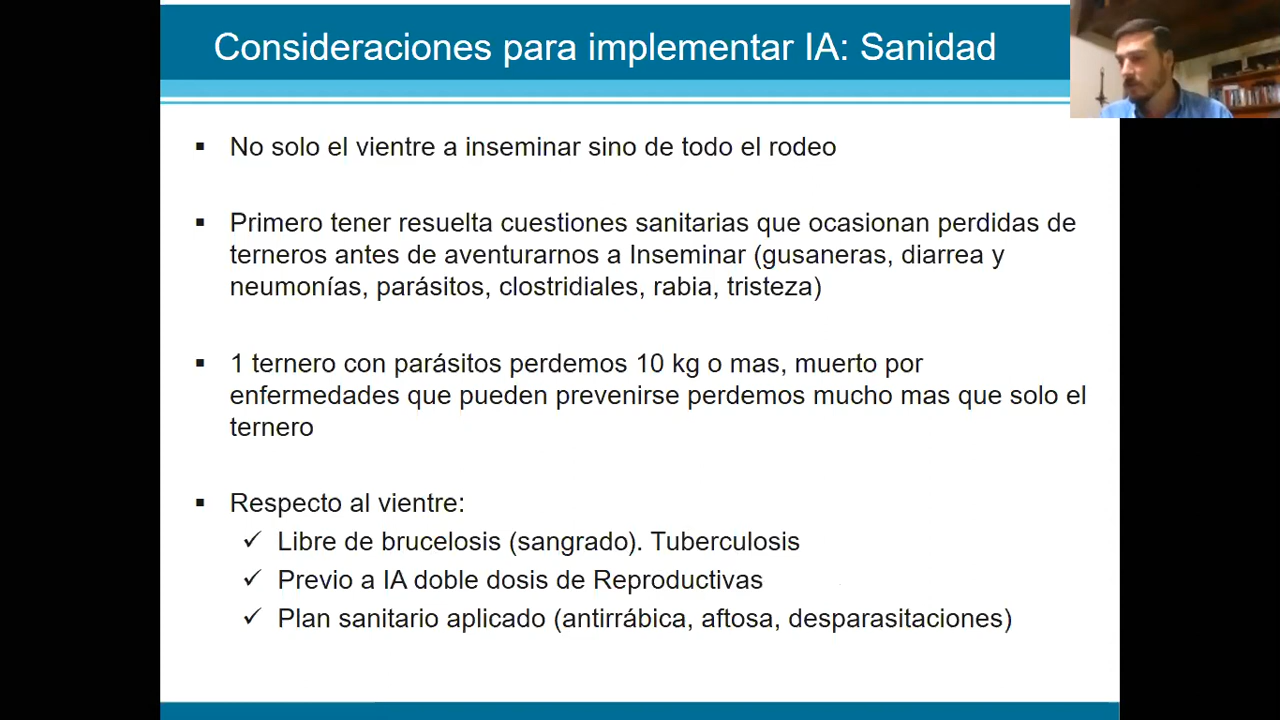 Consideraciones para implementar IA: Sanidad
▪ No solo el vientre a inseminar sino de todo el rodeo
▪ Primero tener resuelta cuestiones sanitarias que ocasionan perdidas de
terneros antes de aventurarnos a Inseminar (gusaneras, diarrea y
neumonías, parásitos, clostridiales, rabia, tristeza)
▪ 1 ternero con parásitos perdemos 10 kg o mas, muerto por
enfermedades que pueden prevenirse perdemos mucho mas que solo el
ternero
▪ Respecto al vientre:
✓ Libre de brucelosis (sangrado). Tuberculosis
✓ Previo a IA doble dosis de Reproductivas
✓ Plan sanitario aplicado (antirrábica, aftosa, desparasitaciones)